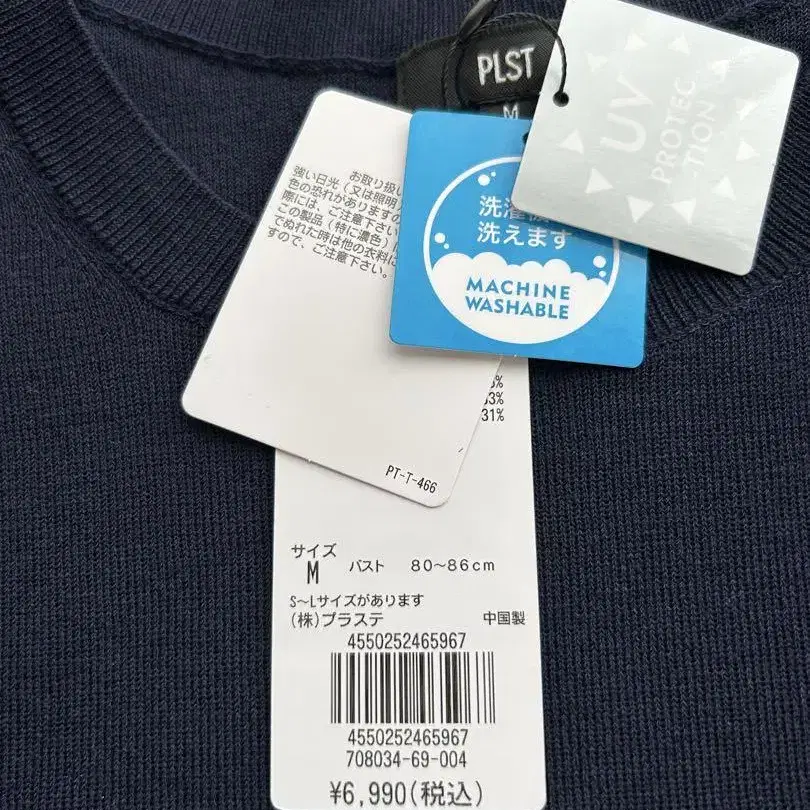 PLST
M
UV
PROTEC
TION
お取り扱い
強い日光(又は照明)
色の恐れがありますの
際には、ご注意下さい
この製品(特に濃色)に
でぬれた時は他の衣料に
すので、ご注意下さい。
洗濯機
洗えます
MACHINE
WASHABLE
33%
31%
PT-T-466
サイズ
M バスト 80~86cm
S~Lサイズがあります
(株)プラステ 中国製
4550252465967
4550252465967
708034-69-004
¥6,990(税込)